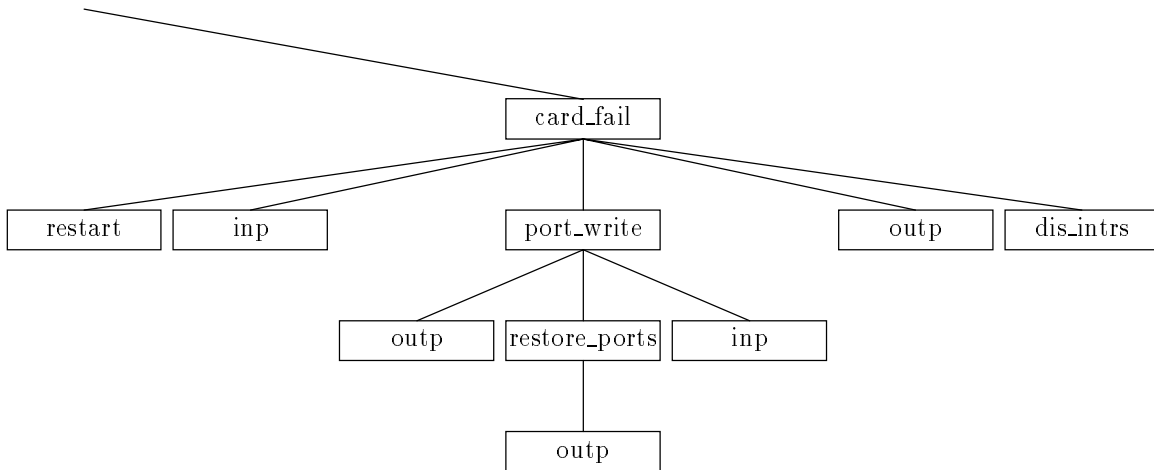 card_fail
restart inp port_write outp dis_intrs
outp restore_ports inp
outp